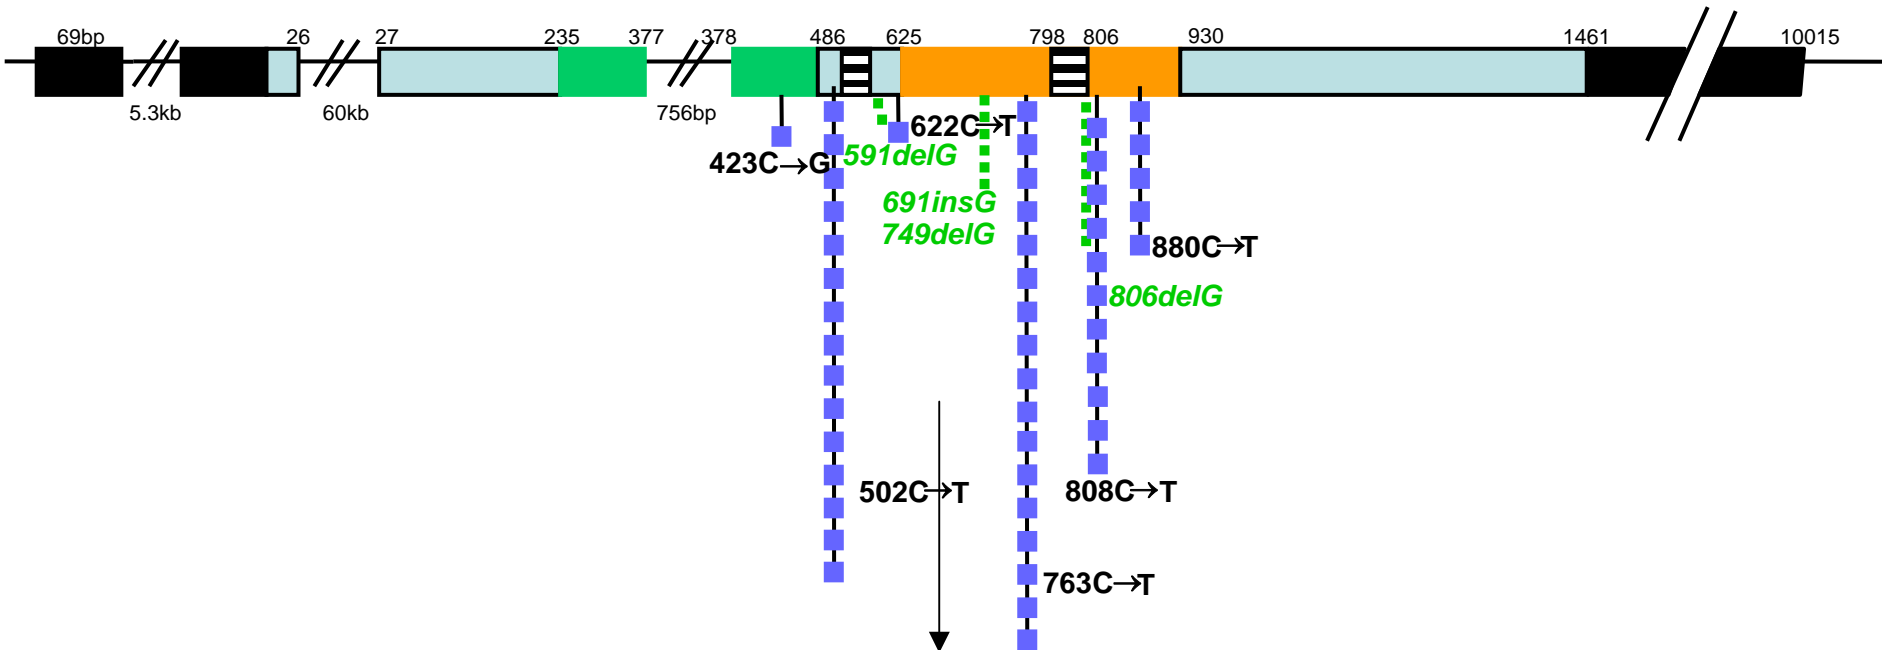 69bp 26 27 235 377 378 486 625 798 806 930 1461 10015
5.3kb 60kb 756bp
622C→T
423C→G
591delG
691insG
749delG
880C→T
806delG
502C→T
808C→T
763C→T